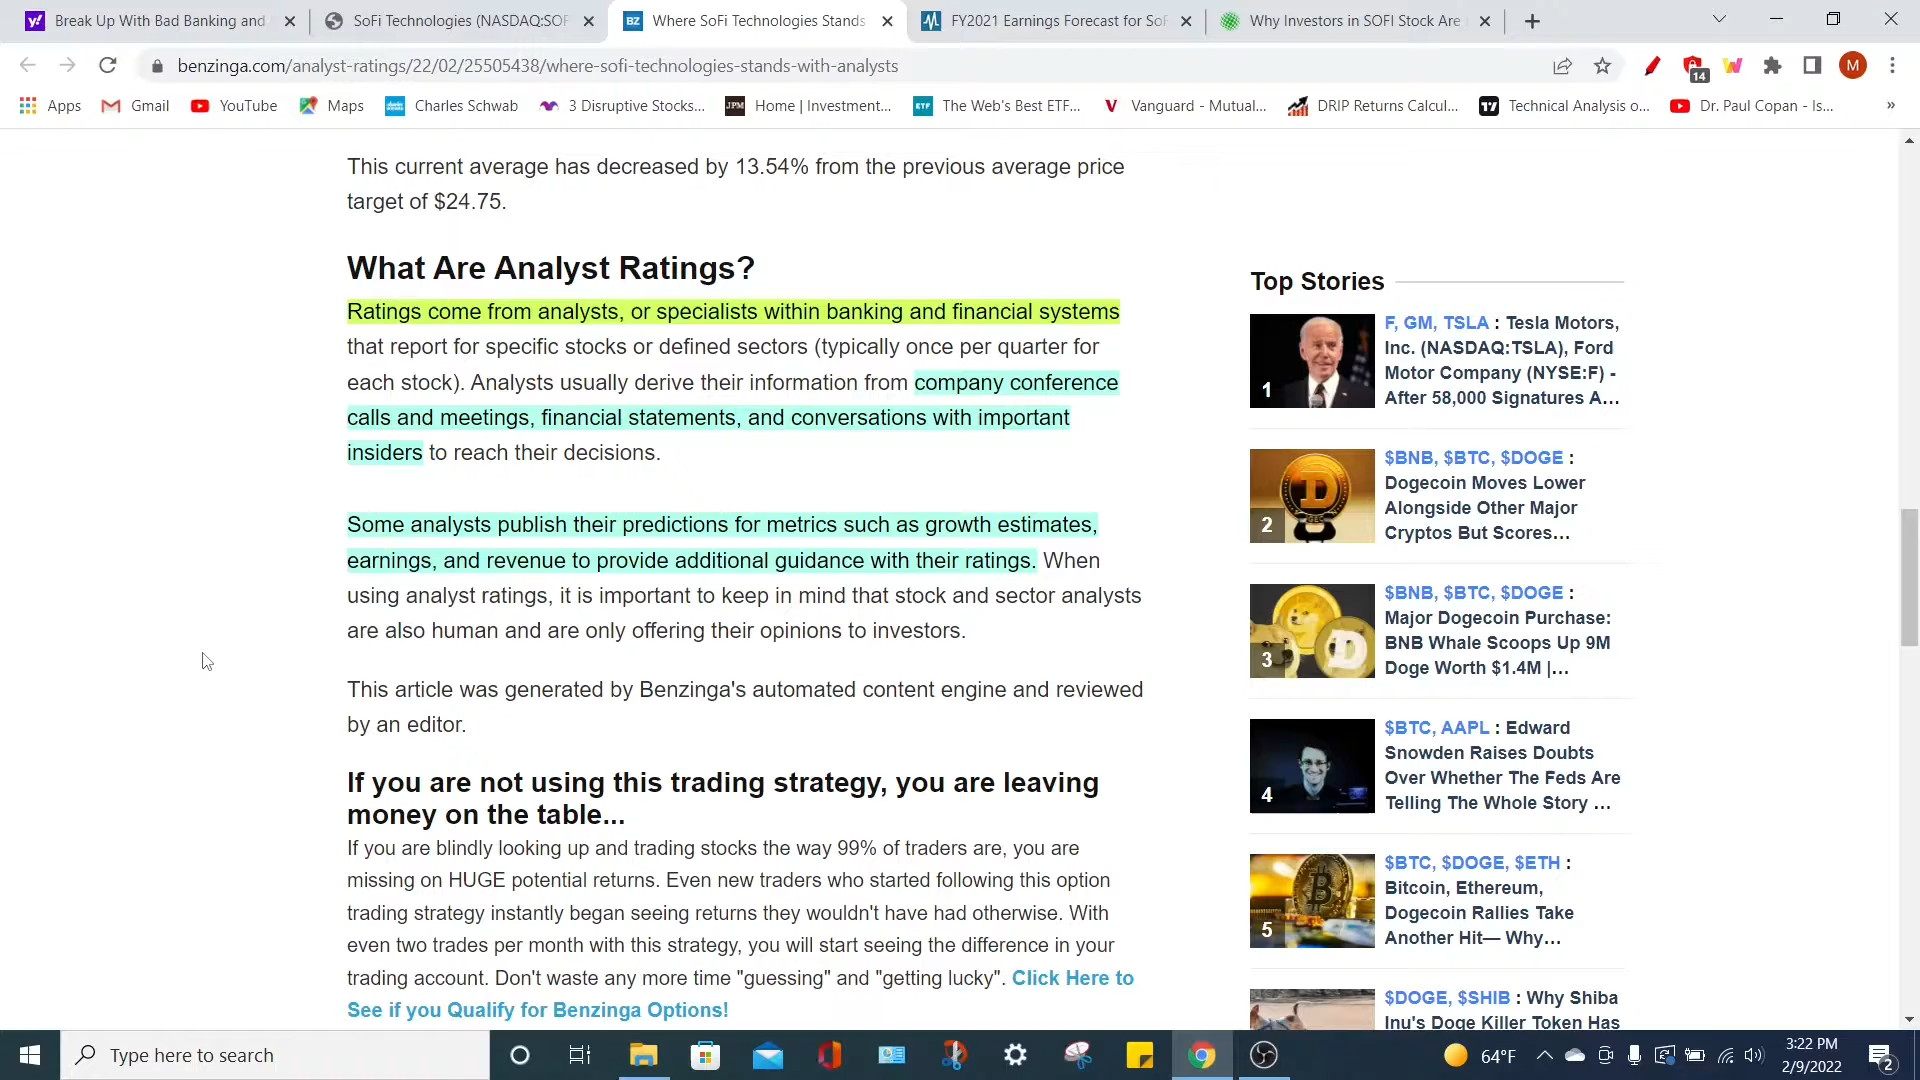 Break Up With Bad Banking and
SoFi Technologies (NASDAQ:SOF
BZ
Where SoFi Technologies Stands
FY2021 Earnings Forecast for SoF
Why Investors in SOFI Stock Are
benzinga.com/analyst-ratings/22/02/25505438/where-sofi-technologies-stands-with-analysts
14
M
Apps
Gmail
YouTube
Maps
Charles Schwab
3 Disruptive Stocks...
JPM
Home | Investment...
ETF
The Web's Best ETF...
V
Vanguard - Mutual...
DRIP Returns Calcul...
Technical Analysis o...
Dr. Paul Copan - Is...
»
This current average has decreased by 13.54% from the previous average price
target of $24.75.
What Are Analyst Ratings?
Ratings come from analysts, or specialists within banking and financial systems
that report for specific stocks or defined sectors (typically once per quarter for
each stock). Analysts usually derive their information from company conference
calls and meetings, financial statements, and conversations with important
insiders to reach their decisions.
Some analysts publish their predictions for metrics such as growth estimates,
earnings, and revenue to provide additional guidance with their ratings. When
using analyst ratings, it is important to keep in mind that stock and sector analysts
are also human and are only offering their opinions to investors.
This article was generated by Benzinga's automated content engine and reviewed
by an editor.
If you are not using this trading strategy, you are leaving
money on the table...
If you are blindly looking up and trading stocks the way 99% of traders are, you are
missing on HUGE potential returns. Even new traders who started following this option
trading strategy instantly began seeing returns they wouldn't have had otherwise. With
even two trades per month with this strategy, you will start seeing the difference in your
trading account. Don't waste any more time "guessing" and "getting lucky". Click Here to
See if you Qualify for Benzinga Options!
Top Stories
1
F, GM, TSLA : Tesla Motors,
Inc. (NASDAQ:TSLA), Ford
Motor Company (NYSE:F) -
After 58,000 Signatures A...
2
$BNB, $BTC, $DOGE :
Dogecoin Moves Lower
Alongside Other Major
Cryptos But Scores...
3
$BNB, $BTC, $DOGE :
Major Dogecoin Purchase:
BNB Whale Scoops Up 9M
Doge Worth $1.4M |...
4
$BTC, AAPL : Edward
Snowden Raises Doubts
Over Whether The Feds Are
Telling The Whole Story ...
5
$BTC, $DOGE, $ETH :
Bitcoin, Ethereum,
Dogecoin Rallies Take
Another Hit— Why...
$DOGE, $SHIB : Why Shiba
Inu's Doge Killer Token Has
Type here to search
64°F
3:22 PM
2/9/2022
2